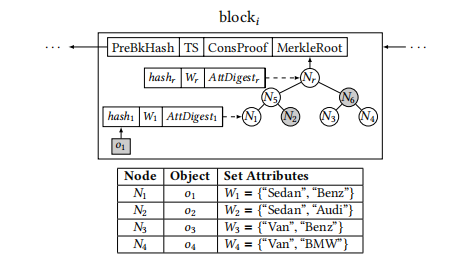 block_i
... PreBkHash TS ConsProof MerkleRoot ...
hash_r W_r AttDigest_r N_r
N_5 N_6
hash_1 W_1 AttDigest_1 N_1 N_2 N_3 N_4
o_1
Node Object Set Attributes
N_1 o_1 W_1 = {“Sedan”, “Benz”}
N_2 o_2 W_2 = {“Sedan”, “Audi”}
N_3 o_3 W_3 = {“Van”, “Benz”}
N_4 o_4 W_4 = {“Van”, “BMW”}